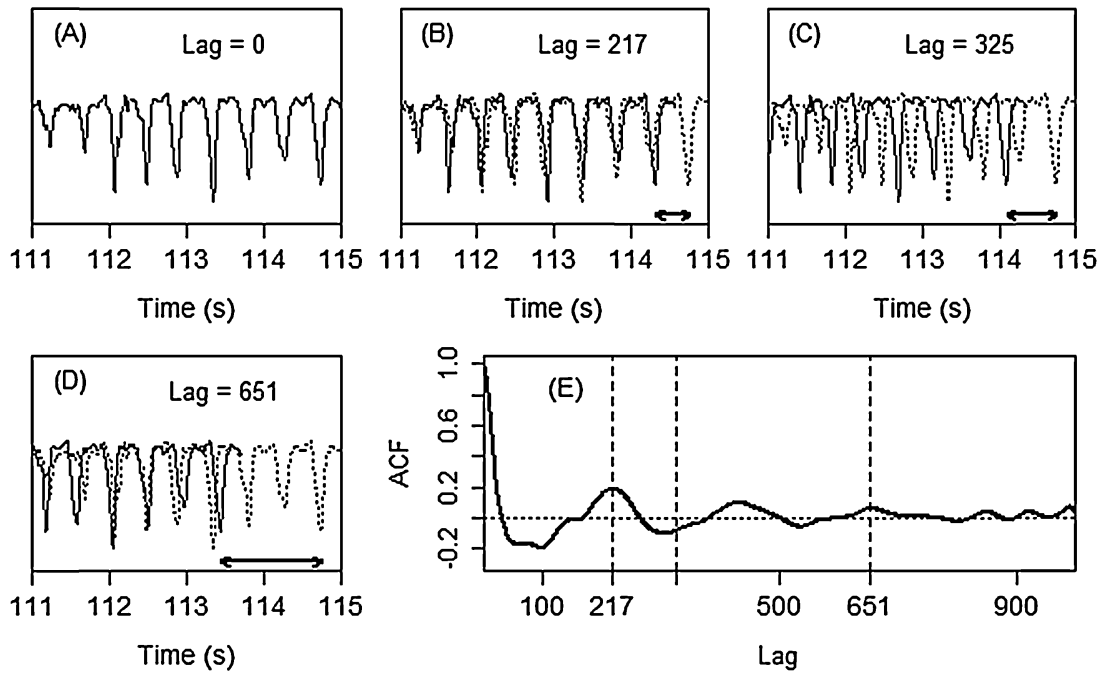 (A) Lag = 0
111 112 113 114 115
Time (s)
(B) Lag = 217
111 112 113 114 115
Time (s)
(C) Lag = 325
111 112 113 114 115
Time (s)
(D) Lag = 651
111 112 113 114 115
Time (s)
(E)
ACF
1.0
0.6
0.2
-0.2
100 217 500 651 900
Lag